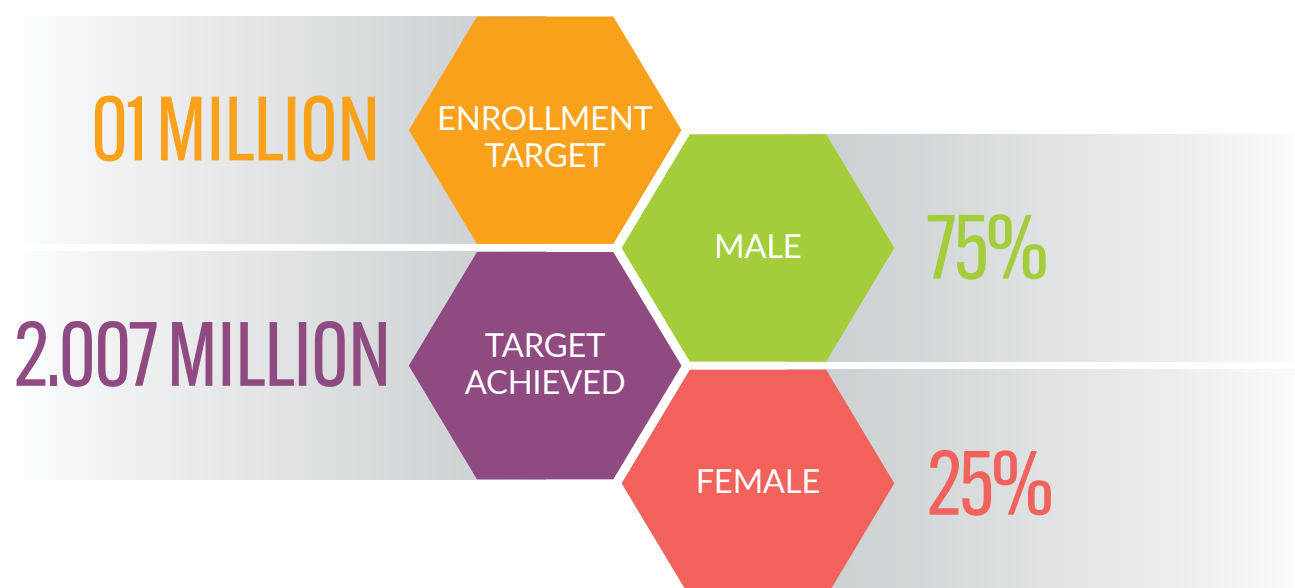 01 MILLION
ENROLLMENT
TARGET
MALE
75%
2.007 MILLION
TARGET
ACHIEVED
FEMALE
25%